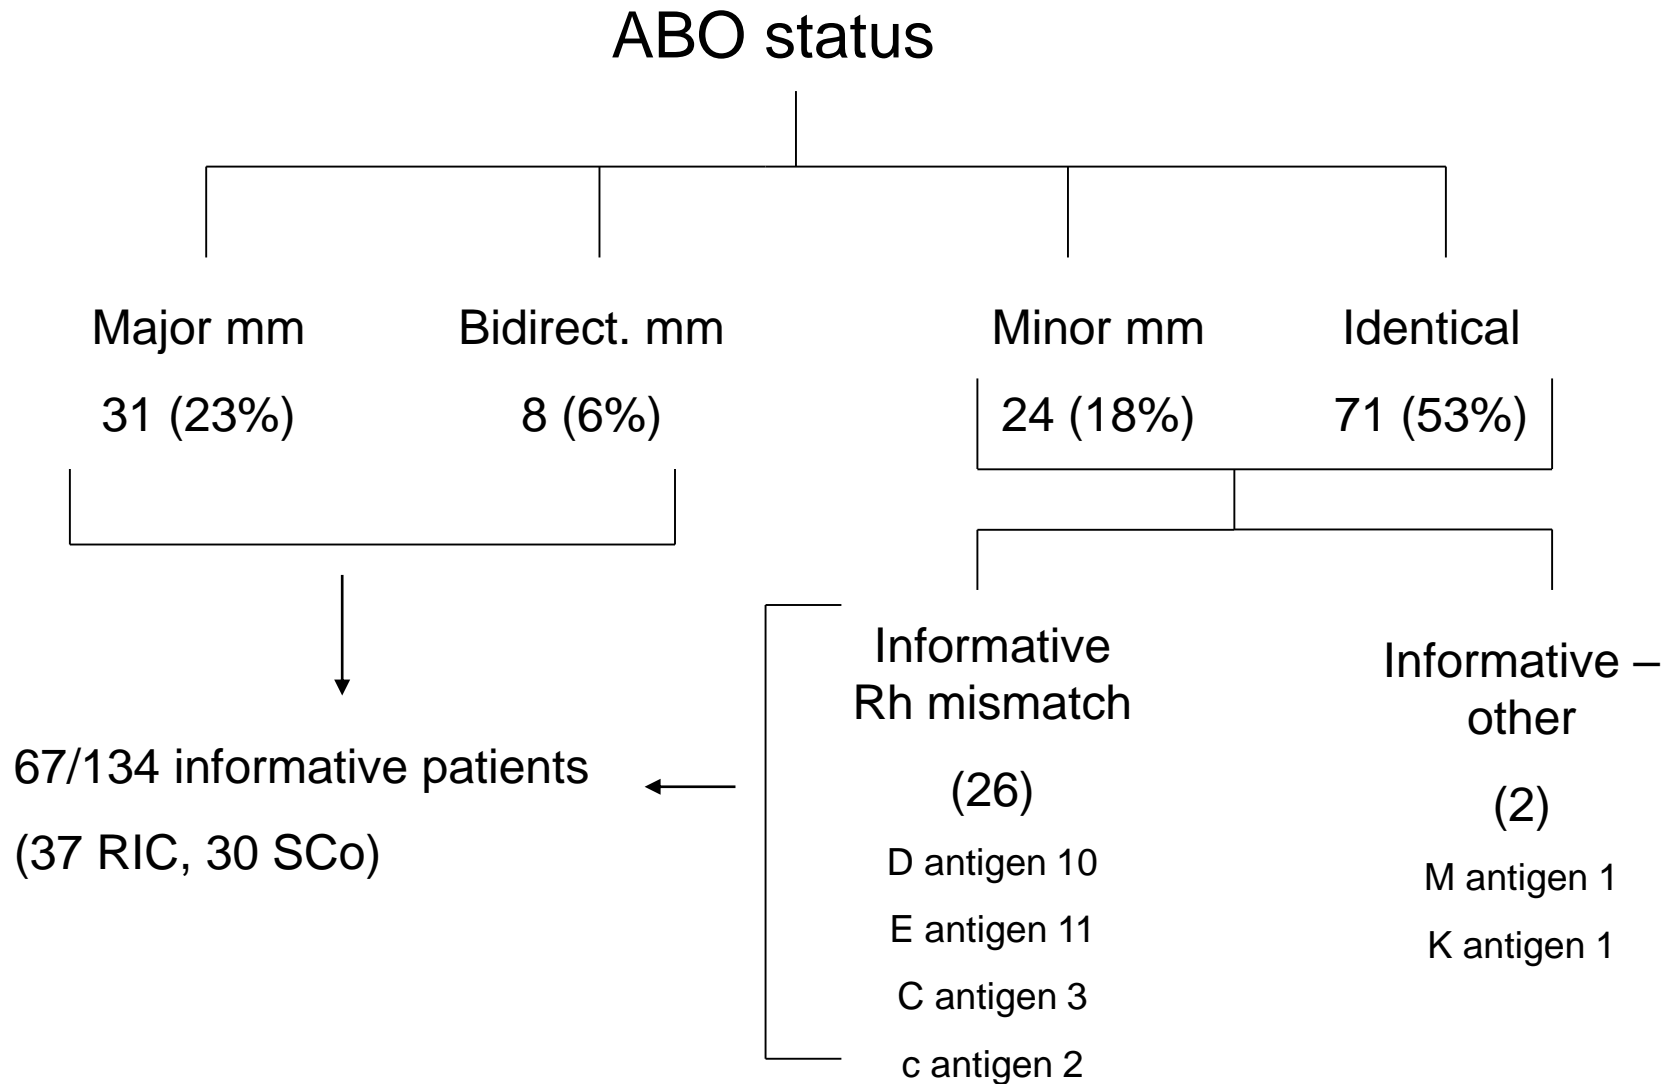 ABO status
Major mm
Bidirect. mm
Minor mm
Identical
31 (23%)
8 (6%)
24 (18%)
71 (53%)
67/134 informative patients
(37 RIC, 30 SCo)
Informative
Rh mismatch
(26)
D antigen 10
E antigen 11
C antigen 3
c antigen 2
Informative –
other
(2)
M antigen 1
K antigen 1